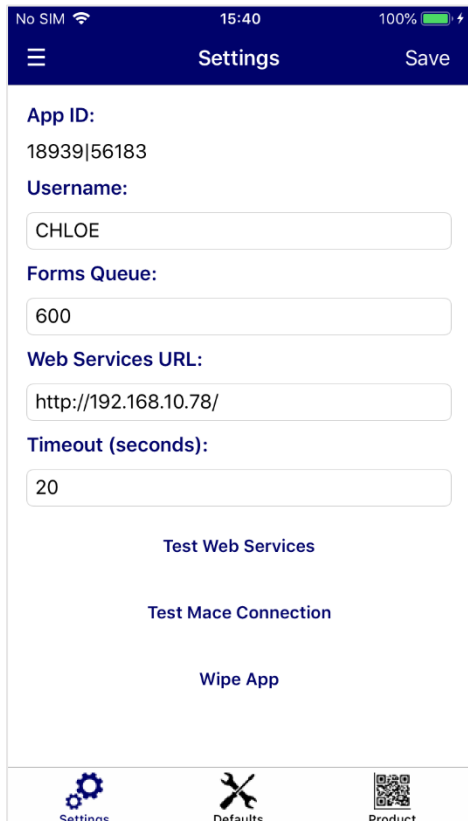 No SIM 15:40 100%
Settings Save
App ID:
18939|56183
Username:
CHLOE
Forms Queue:
600
Web Services URL:
http://192.168.10.78/
Timeout (seconds):
20
Test Web Services
Test Mace Connection
Wipe App
Settings Defaults Product